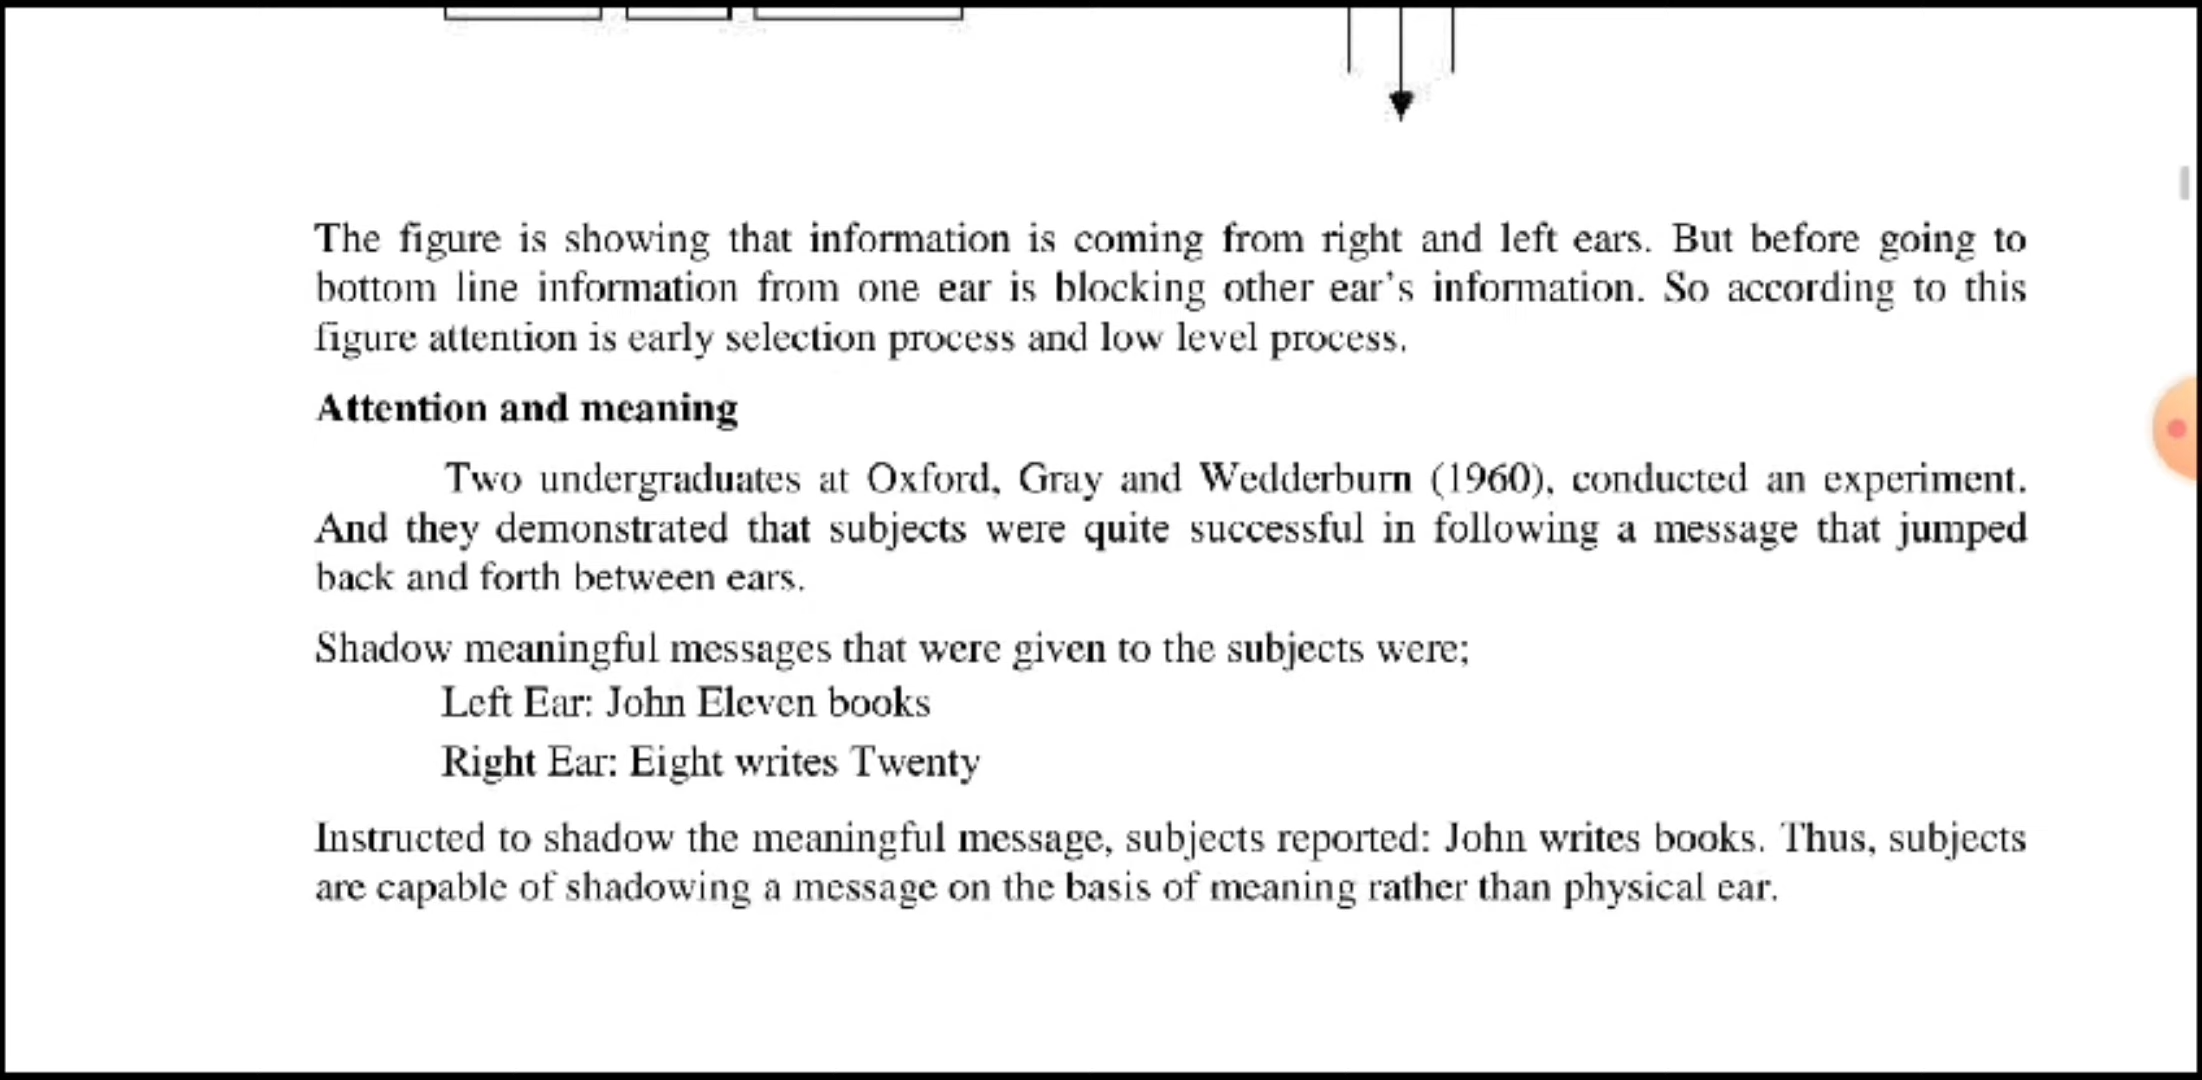 The figure is showing that information is coming from right and left ears. But before going to
bottom line information from one ear is blocking other ear's information. So according to this
figure attention is early selection process and low level process.
Attention and meaning
Two undergraduates at Oxford, Gray and Wedderburn (1960), conducted an experiment.
And they demonstrated that subjects were quite successful in following a message that jumped
back and forth between ears.
Shadow meaningful messages that were given to the subjects were;
Left Ear: John Eleven books
Right Ear: Eight writes Twenty
Instructed to shadow the meaningful message, subjects reported: John writes books. Thus, subjects
are capable of shadowing a message on the basis of meaning rather than physical ear.